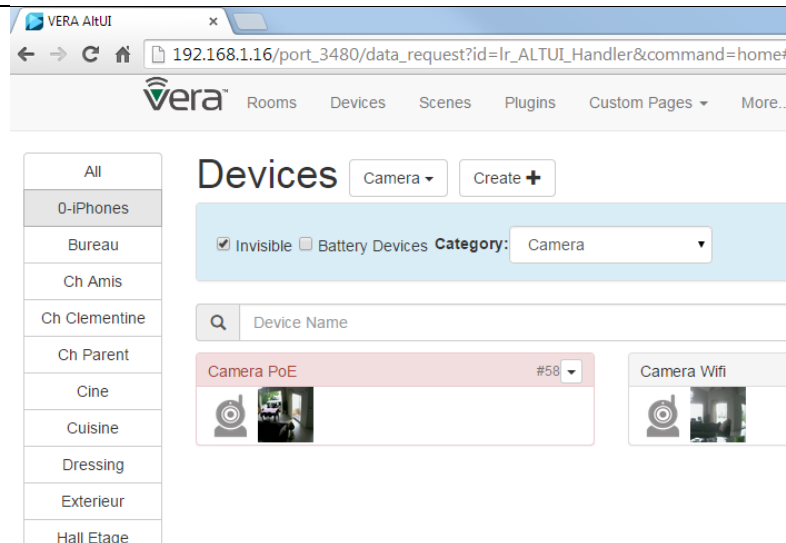 VERA AltUI
192.168.1.16/port_3480/data_request?id=lr_ALTUI_Handler&command=home#
vera™ Rooms Devices Scenes Plugins Custom Pages More..
All
0-iPhones
Bureau
Ch Amis
Ch Clementine
Ch Parent
Cine
Cuisine
Dressing
Exterieur
Hall Etage
Devices Camera Create
Invisible Battery Devices Category: Camera
Device Name
Camera PoE #58
Camera Wifi